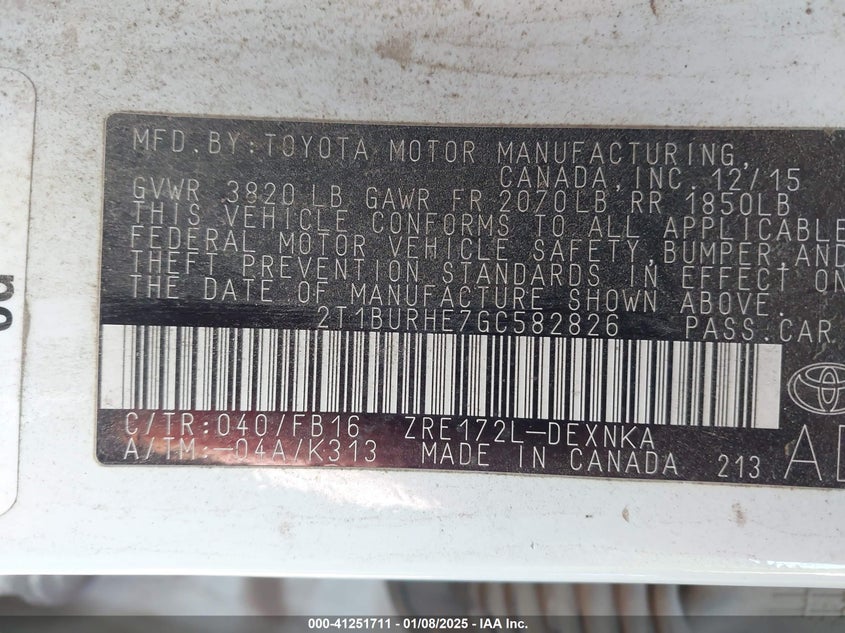 MFD. BY: TOYOTA MOTOR MANUFACTURING,
CANADA, INC. 12/15
GVWR 3820 LB GAWR FR 2070LB RR 1850LB
THIS VEHICLE CONFORMS TO ALL APPLICABLE
FEDERAL MOTOR VEHICLE SAFETY, BUMPER AND
THEFT PREVENTION STANDARDS IN EFFECT ON
THE DATE OF MANUFACTURE SHOWN ABOVE.
2T1BURHE7GC582826 PASS.CAR
C/TR:040/FB16 ZRE172L-DEXNKA
A/TM:-04A/K313 MADE IN CANADA 213
000-41251711 - 01/08/2025 - IAA Inc.